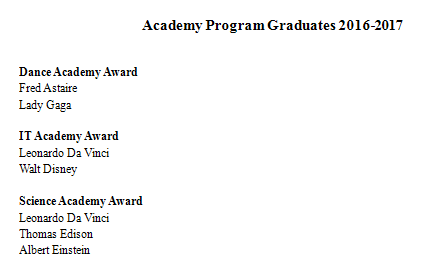 Academy Program Graduates 2016-2017
Dance Academy Award
Fred Astaire
Lady Gaga
IT Academy Award
Leonardo Da Vinci
Walt Disney
Science Academy Award
Leonardo Da Vinci
Thomas Edison
Albert Einstein